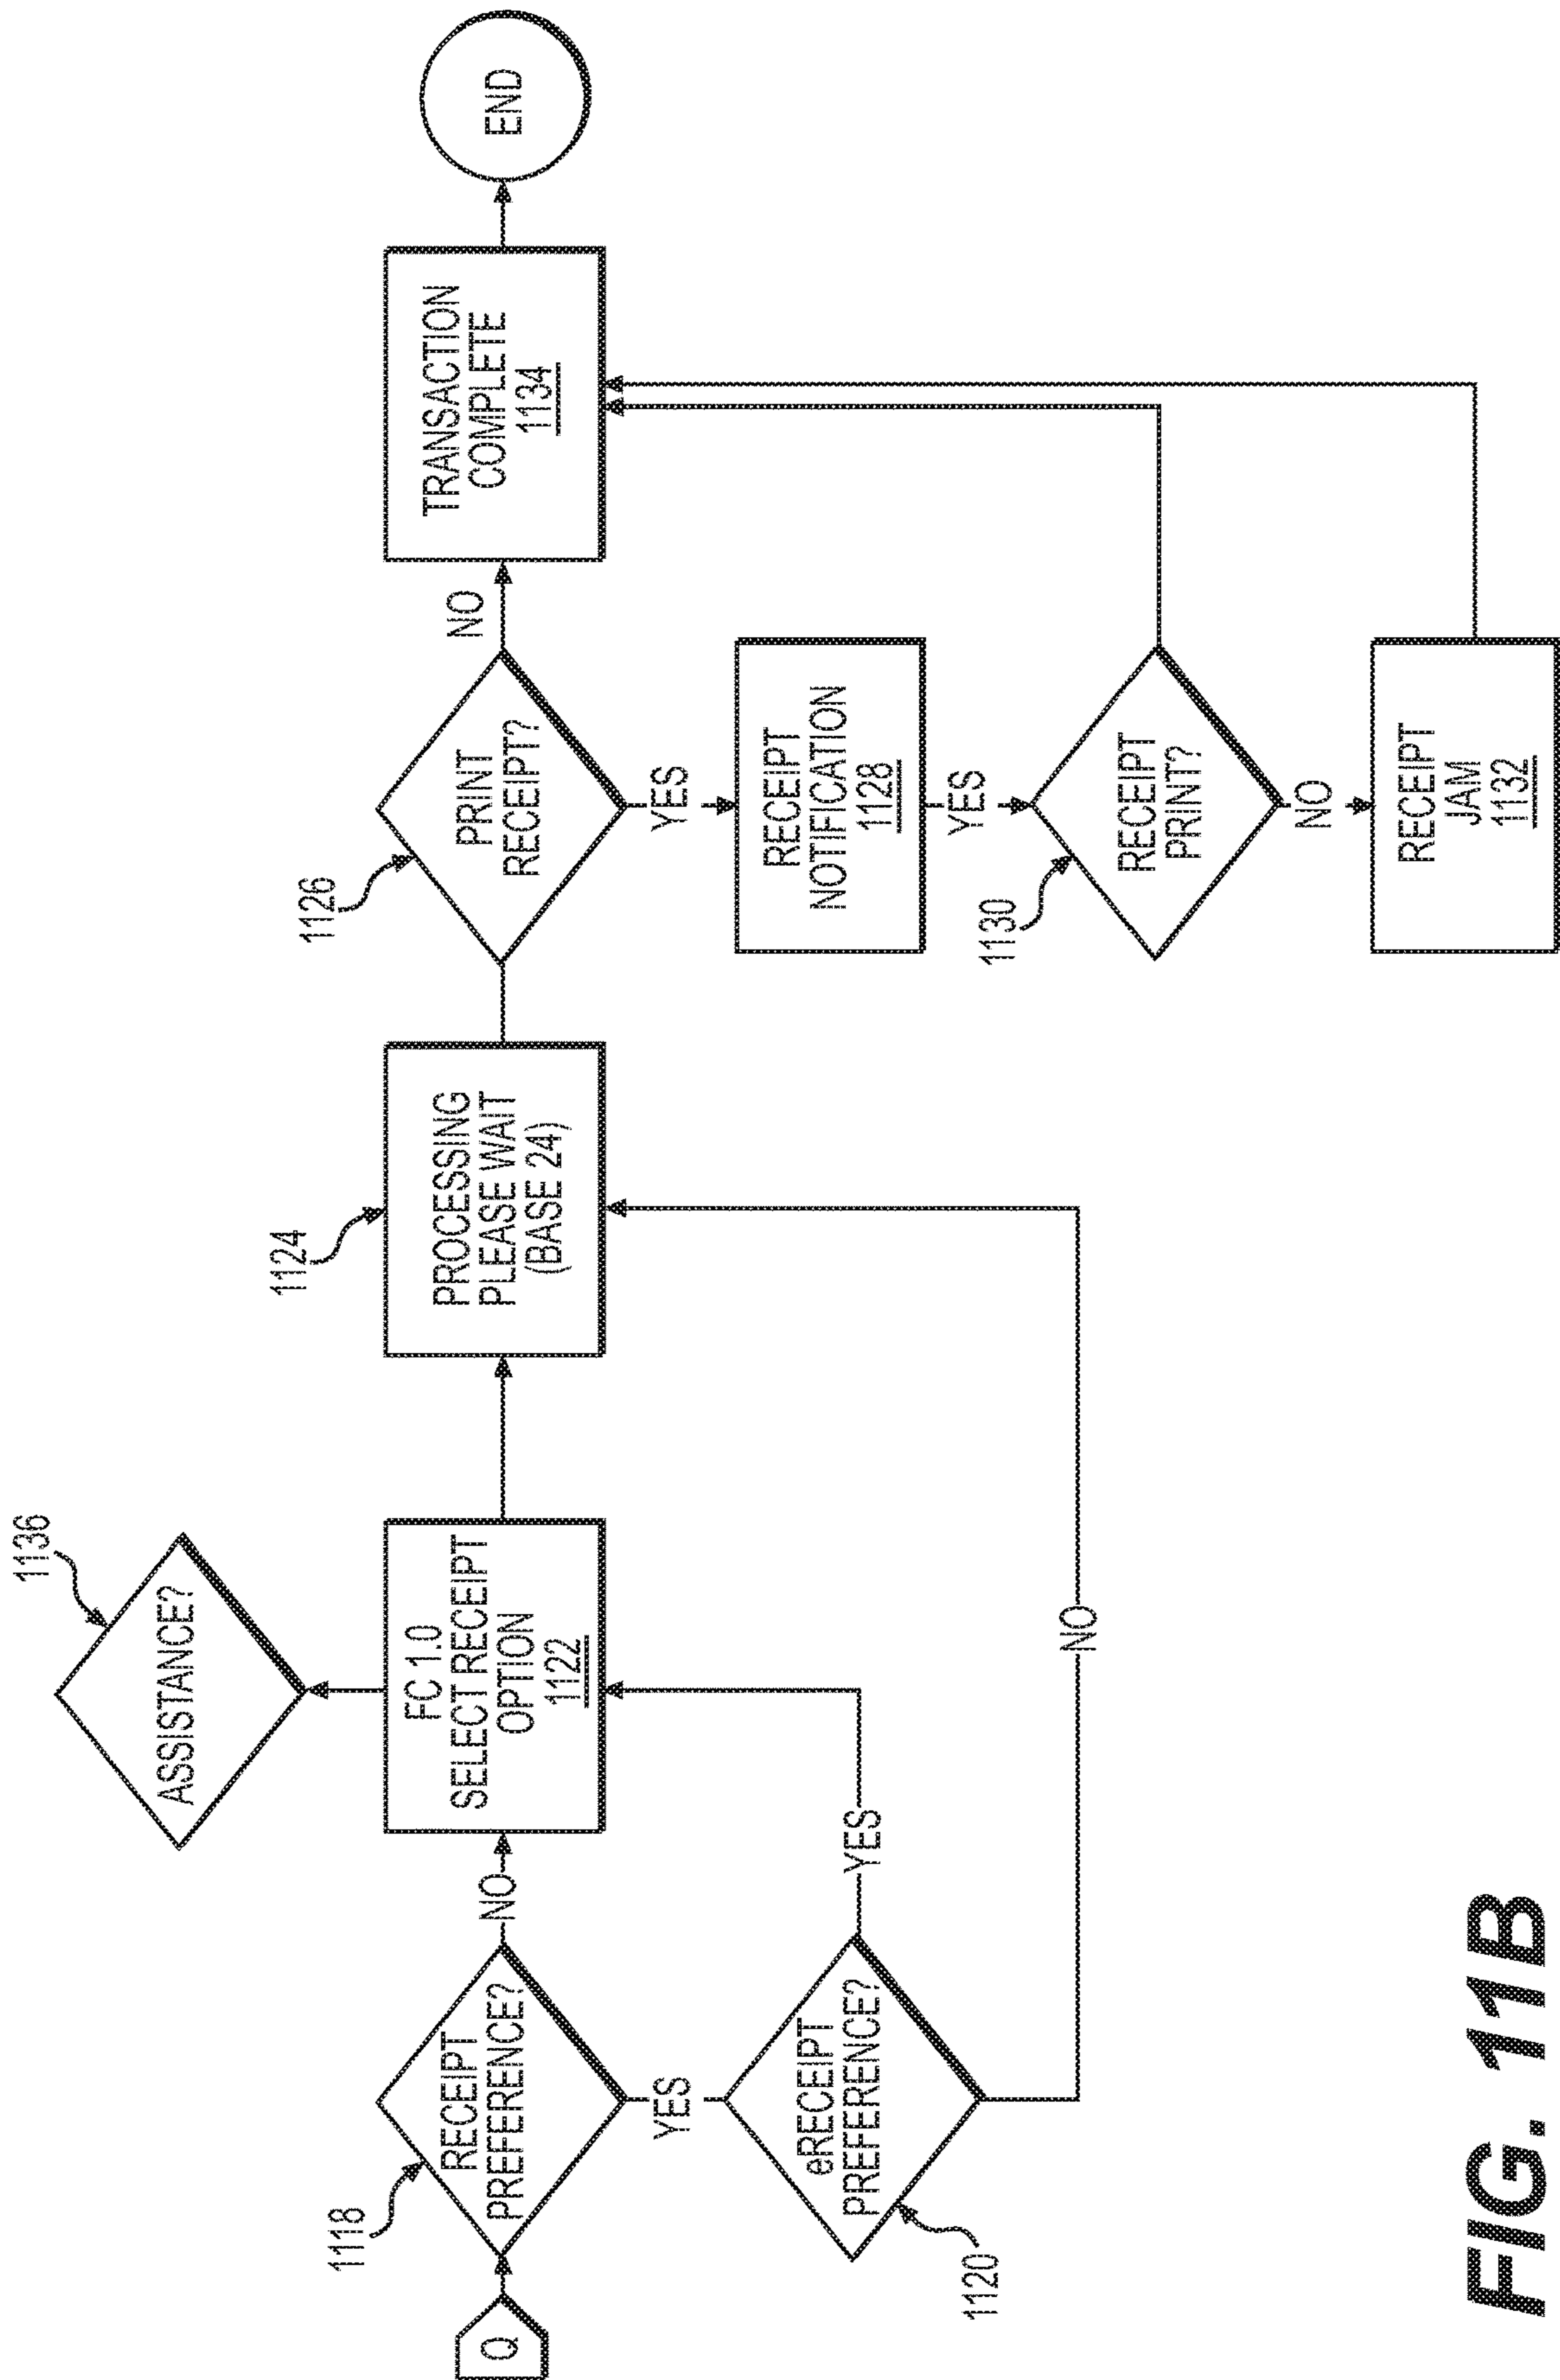 1136
ASSISTANCE?
Q
1118
RECEIPT
PREFERENCE?
NO
FC 1.0
SELECT RECEIPT
OPTION
1122
1124
PROCESSING
PLEASE WAIT
(BASE 24)
1126
PRINT
RECEIPT?
NO
TRANSACTION
COMPLETE
1134
END
YES
YES
1120
eRECEIPT
PREFERENCE?
YES
NO
RECEIPT
NOTIFICATION
1128
YES
1130
RECEIPT
PRINT?
NO
RECEIPT
JAM
1132
FIG. 11B